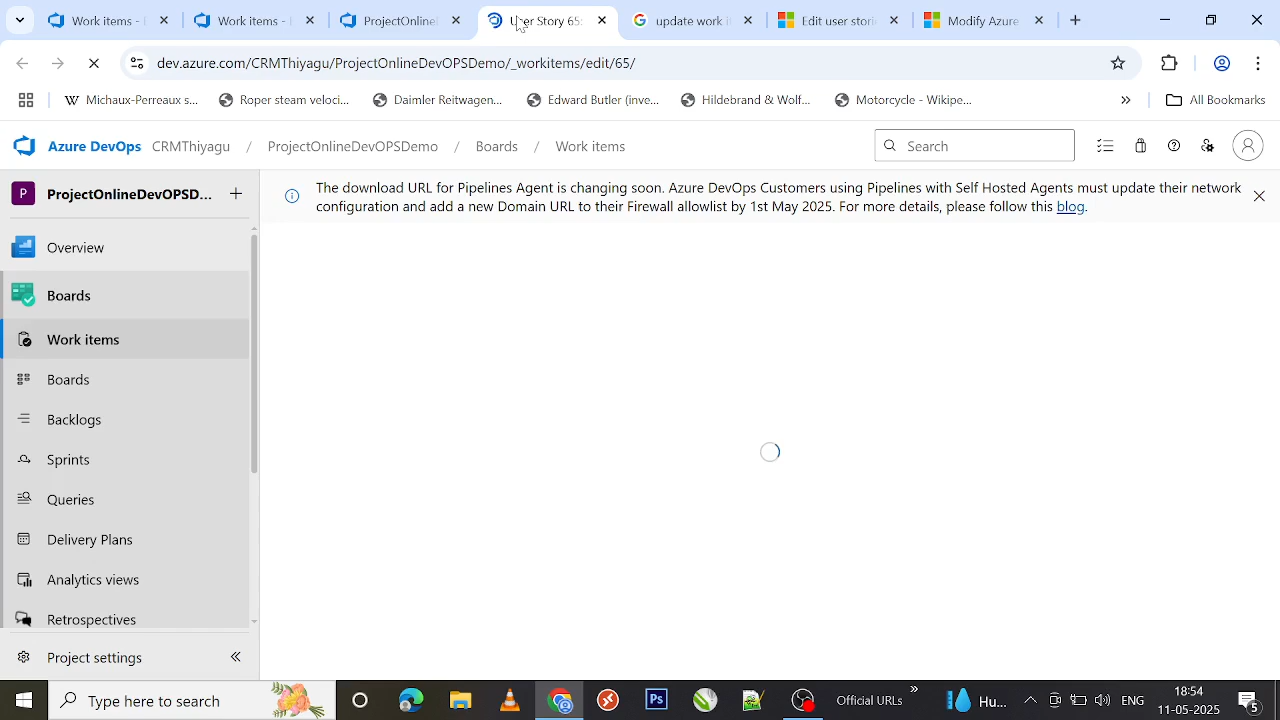 Work items -
Work items -
ProjectOnline
User Story 65:
update work i
Edit user stori
Modify Azure
dev.azure.com/CRMThiyagu/ProjectOnlineDevOPSDemo/_workitems/edit/65/
Michaux-Perreaux s...
Roper steam veloci...
Daimler Reitwagen...
Edward Butler (inve...
Hildebrand & Wolf...
Motorcycle - Wikipe...
All Bookmarks
Azure DevOps CRMThiyagu / ProjectOnlineDevOPSDemo / Boards / Work items
Search
P ProjectOnlineDevOPSD...
The download URL for Pipelines Agent is changing soon. Azure DevOps Customers using Pipelines with Self Hosted Agents must update their network
configuration and add a new Domain URL to their Firewall allowlist by 1st May 2025. For more details, please follow this blog.
Overview
Boards
Work items
Boards
Backlogs
Sprints
Queries
Delivery Plans
Analytics views
Retrospectives
Project settings
Type here to search
Official URLs
Hu...
ENG
18:54
11-05-2025
5